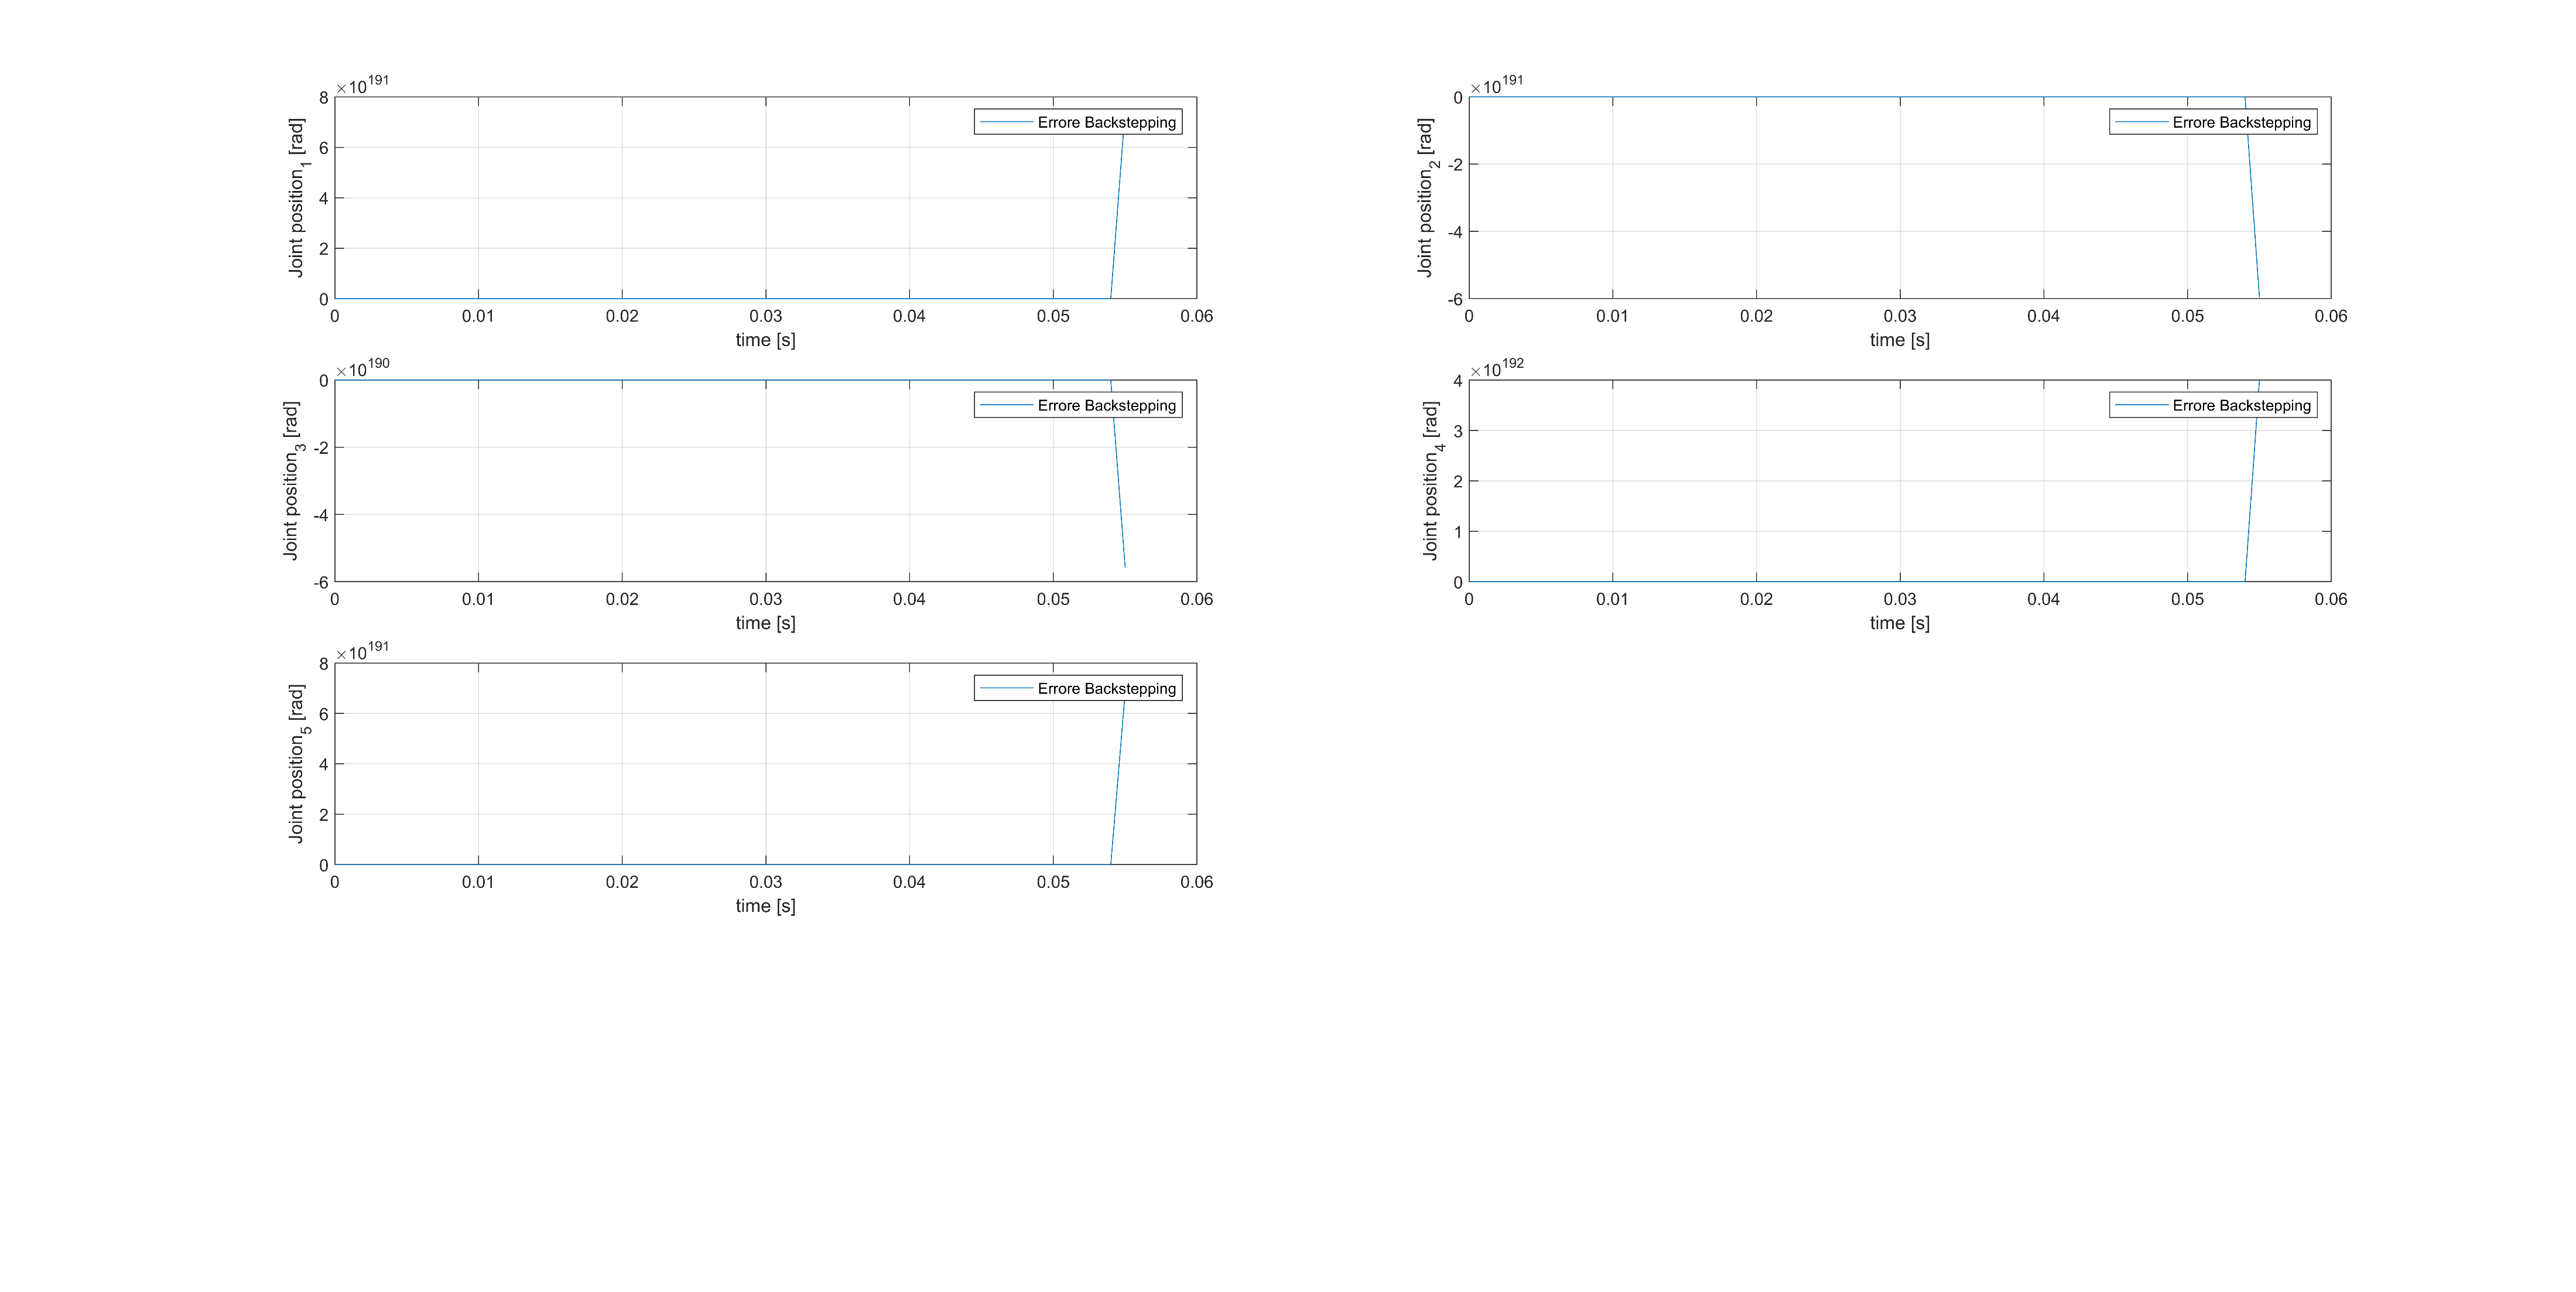 ×10^191
8
6
4
2
0
Joint position_1 [rad]
Errore Backstepping
0 0.01 0.02 0.03 0.04 0.05 0.06
time [s]
×10^191
0
-2
-4
-6
Joint position_2 [rad]
Errore Backstepping
0 0.01 0.02 0.03 0.04 0.05 0.06
time [s]
×10^190
0
-2
-4
-6
Joint position_3 [rad]
Errore Backstepping
0 0.01 0.02 0.03 0.04 0.05 0.06
time [s]
×10^192
4
3
2
1
0
Joint position_4 [rad]
Errore Backstepping
0 0.01 0.02 0.03 0.04 0.05 0.06
time [s]
×10^191
8
6
4
2
0
Joint position_5 [rad]
Errore Backstepping
0 0.01 0.02 0.03 0.04 0.05 0.06
time [s]